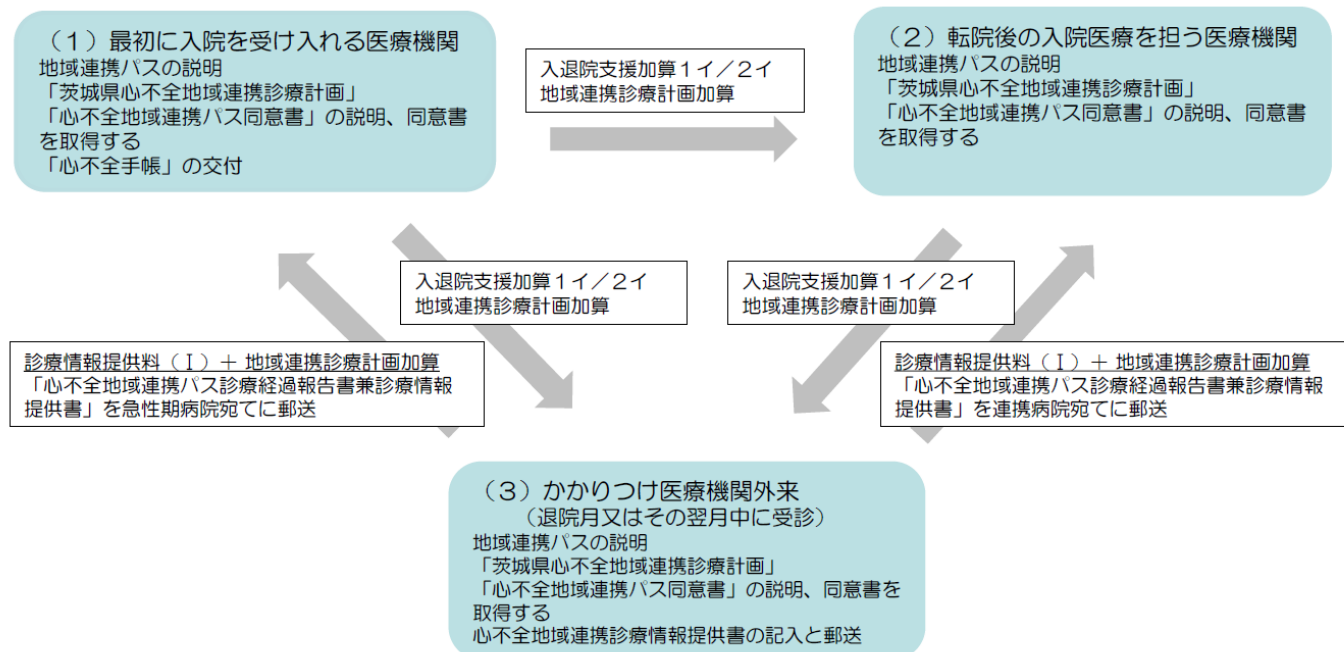 （１）最初に入院を受け入れる医療機関
地域連携パスの説明
「茨城県心不全地域連携診療計画」
「心不全地域連携パス同意書」の説明、同意書
を取得する
「心不全手帳」の交付
入退院支援加算１イ／２イ
地域連携診療計画加算
（２）転院後の入院医療を担う医療機関
地域連携パスの説明
「茨城県心不全地域連携診療計画」
「心不全地域連携パス同意書」の説明、同意書
を取得する
入退院支援加算１イ／２イ
地域連携診療計画加算
入退院支援加算１イ／２イ
地域連携診療計画加算
診療情報提供料（Ⅰ）＋ 地域連携診療計画加算
「心不全地域連携パス診療経過報告書兼診療情報
提供書」を急性期病院宛てに郵送
診療情報提供料（Ⅰ）＋ 地域連携診療計画加算
「心不全地域連携パス診療経過報告書兼診療情報
提供書」を連携病院宛てに郵送
（３）かかりつけ医療機関外来
（退院月又はその翌月中に受診）
地域連携パスの説明
「茨城県心不全地域連携診療計画」
「心不全地域連携パス同意書」の説明、同意書を
取得する
心不全地域連携診療情報提供書の記入と郵送